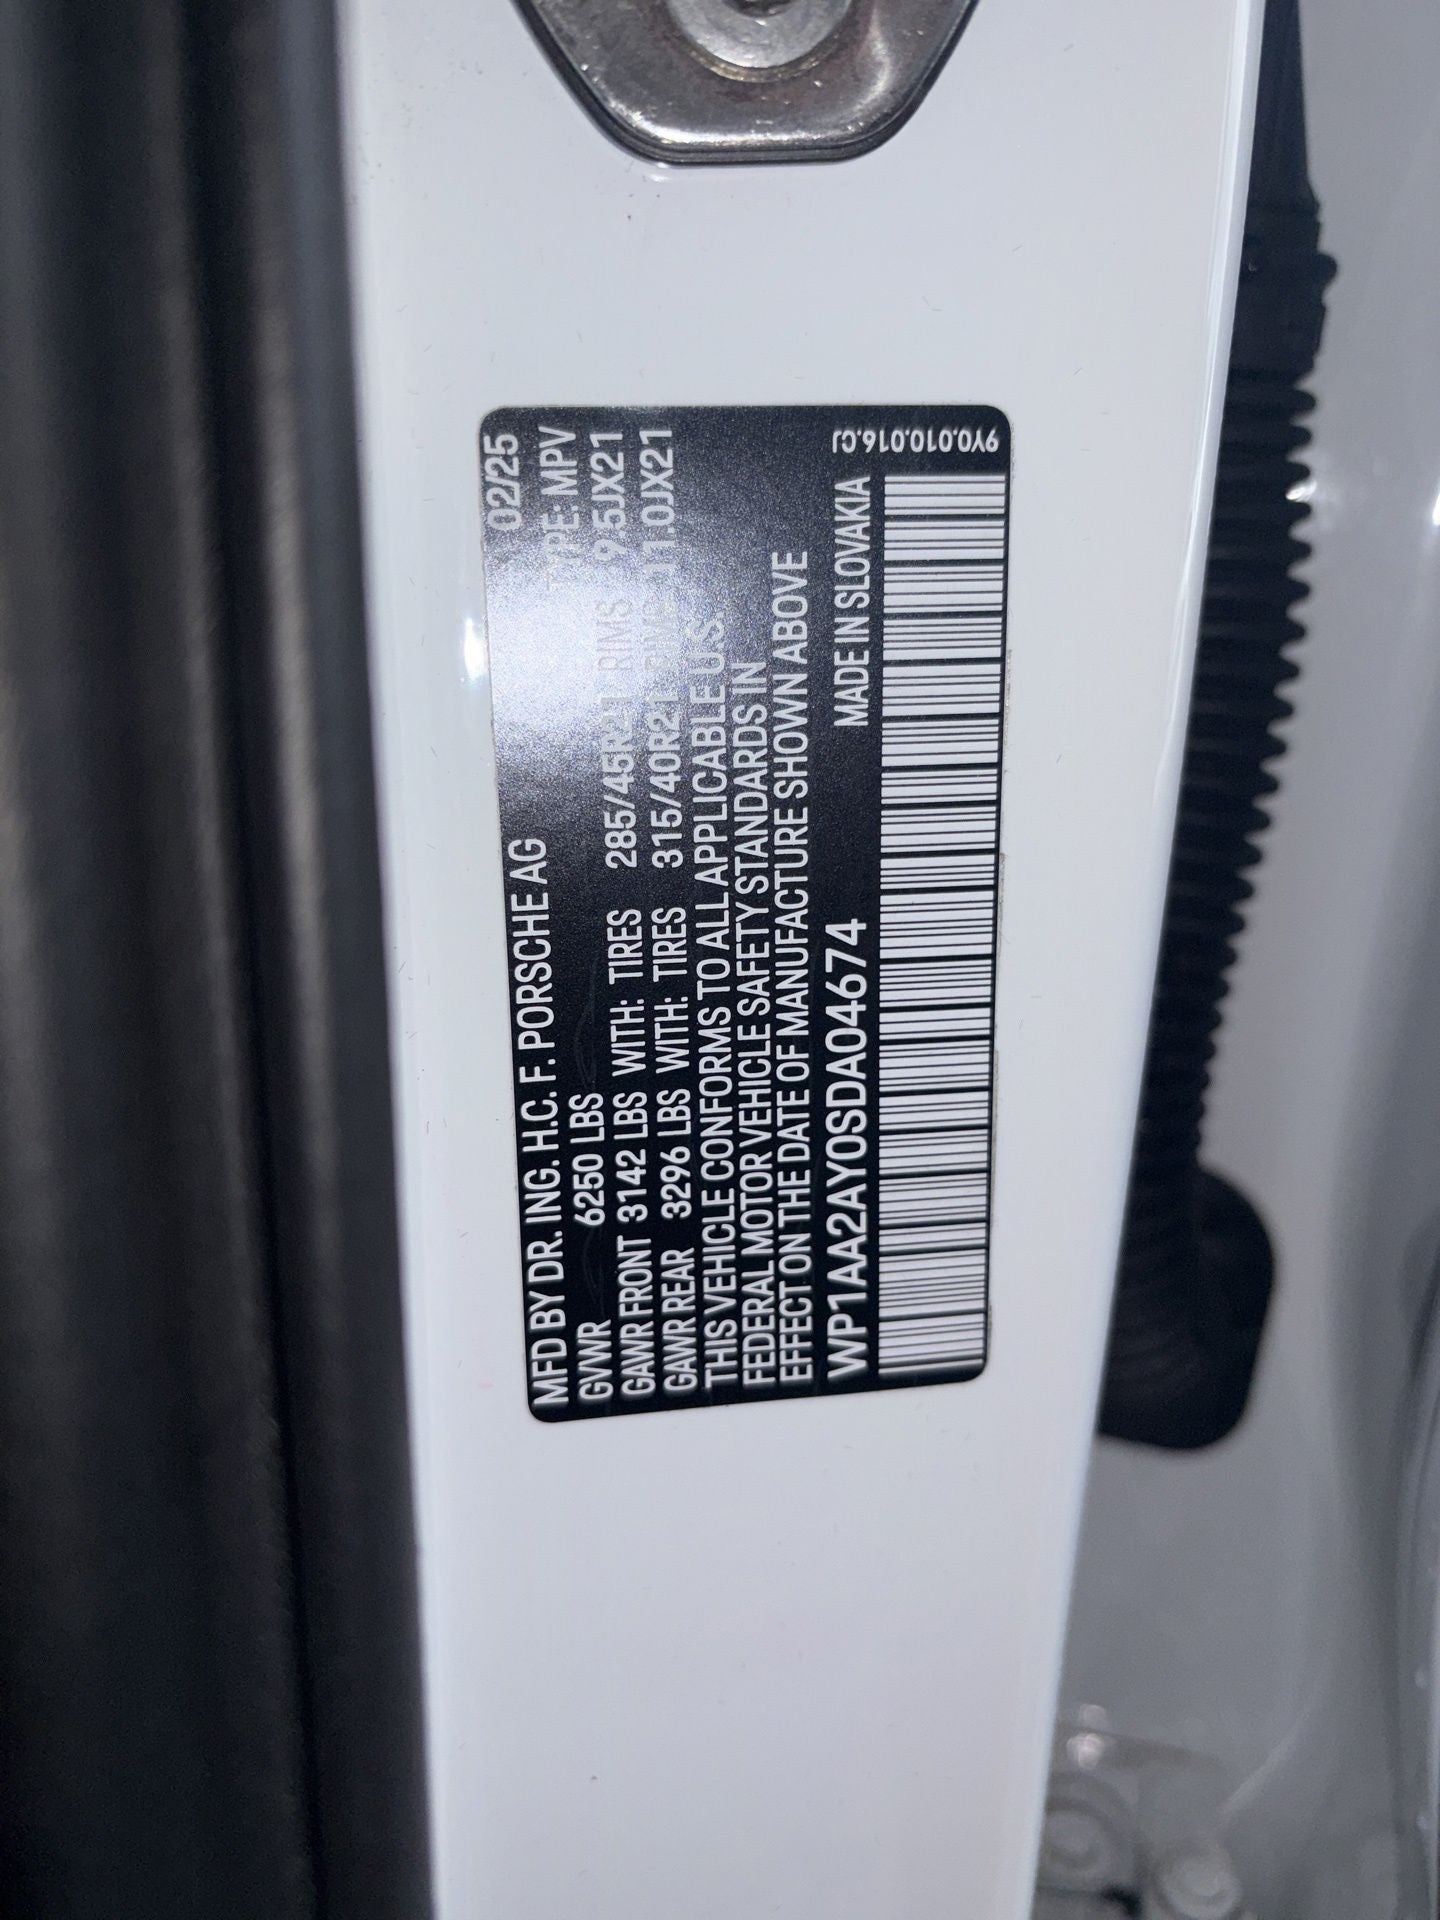 MFD BY DR. ING. H.C. F. PORSCHE AG 02/25
GVWR 6250 LBS TYPE: MPV
GAWR FRONT 3142 LBS WITH: TIRES 285/45R21 RIMS 9.5JX21
GAWR REAR 3296 LBS WITH: TIRES 315/40R21 RIMS 11.0JX21
THIS VEHICLE CONFORMS TO ALL APPLICABLE U.S.
FEDERAL MOTOR VEHICLE SAFETY STANDARDS IN
EFFECT ON THE DATE OF MANUFACTURE SHOWN ABOVE
WP1AA2AY0SDA04674 MADE IN SLOVAKIA
9Y0.010.016.CJ